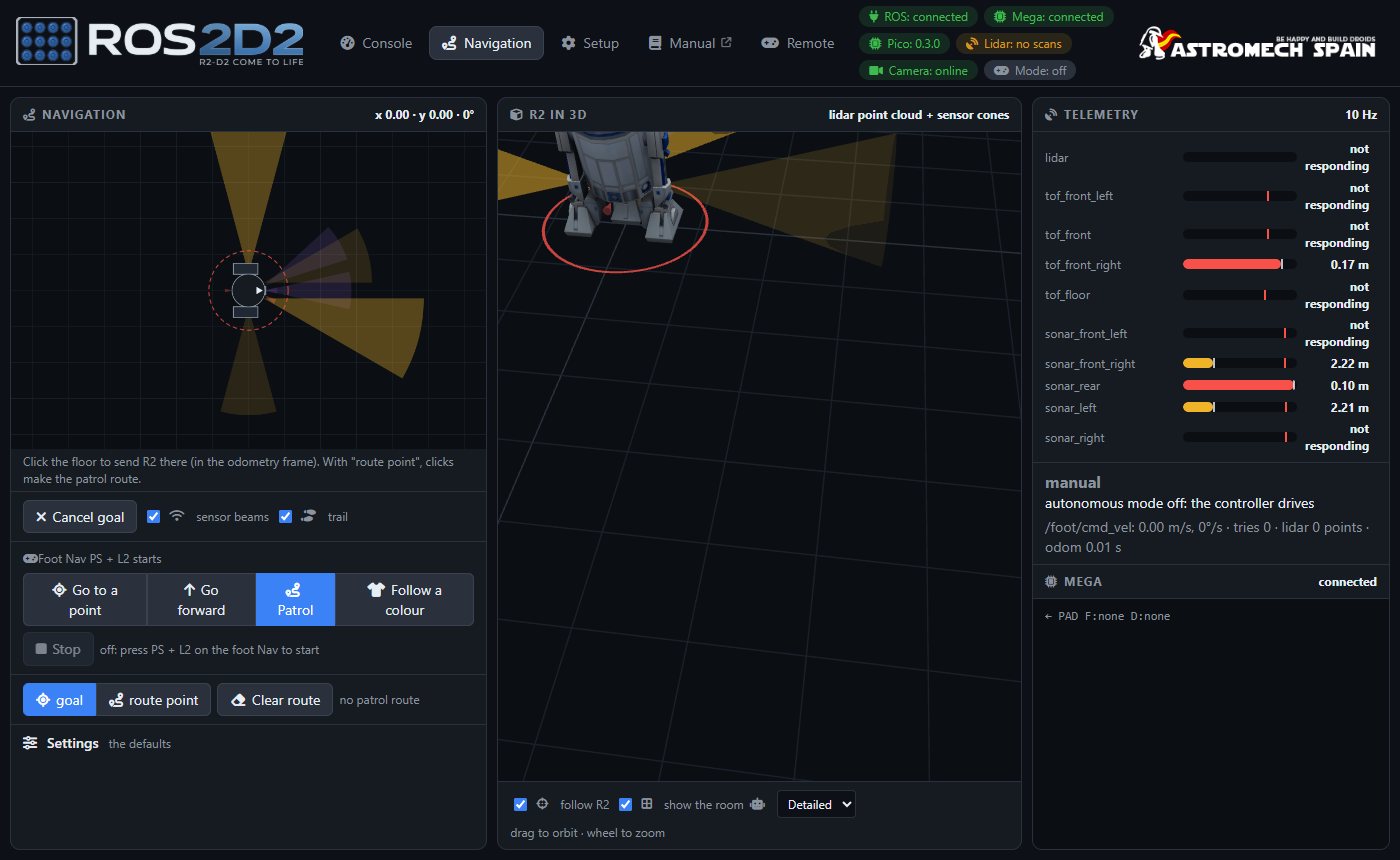 ROS2D2
R2-D2 COME TO LIFE
Console
Navigation
Setup
Manual
Remote
ROS: connected
Mega: connected
Pico: 0.3.0
Lidar: no scans
Camera: online
Mode: off
BE HAPPY AND BUILD DROIDS
ASTROMECH SPAIN
NAVIGATION
x 0.00 · y 0.00 · 0°
Click the floor to send R2 there (in the odometry frame). With "route point", clicks
make the patrol route.
Cancel goal
sensor beams
trail
Foot Nav PS + L2 starts
Go to a
point
Go
forward
Patrol
Follow a
colour
Stop
off: press PS + L2 on the foot Nav to start
goal
route point
Clear route
no patrol route
Settings
the defaults
R2 IN 3D
lidar point cloud + sensor cones
follow R2
show the room
Detailed
drag to orbit · wheel to zoom
TELEMETRY
10 Hz
lidar
not
responding
tof_front_left
not
responding
tof_front
not
responding
tof_front_right
0.17 m
tof_floor
not
responding
sonar_front_left
not
responding
sonar_front_right
2.22 m
sonar_rear
0.10 m
sonar_left
2.21 m
sonar_right
not
responding
manual
autonomous mode off: the controller drives
/foot/cmd_vel: 0.00 m/s, 0°/s · tries 0 · lidar 0 points ·
odom 0.01 s
MEGA
connected
← PAD F:none D:none